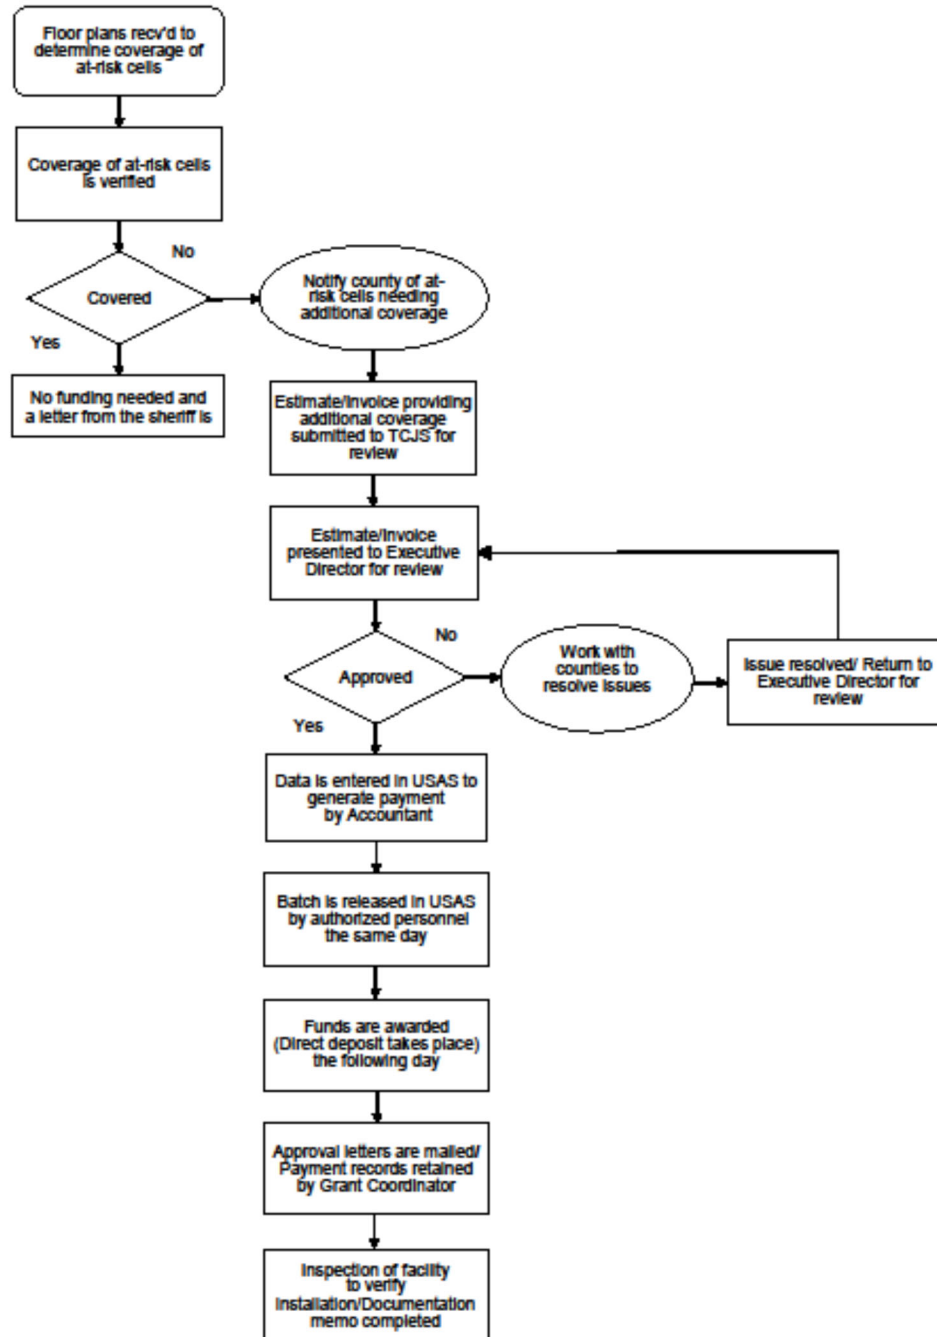 Floor plans recv'd to
determine coverage of
at-risk cells
Coverage of at-risk cells
is verified
No
Covered
Notify county of at-
risk cells needing
additional coverage
Yes
No funding needed and
a letter from the sheriff is
Estimate/Invoice providing
additional coverage
submitted to TCJS for
review
Estimate/Invoice
presented to Executive
Director for review
No
Approved
Work with
counties to
resolve issues
Issue resolved/ Return to
Executive Director for
review
Yes
Data is entered in USAS to
generate payment
by Accountant
Batch is released in USAS
by authorized personnel
the same day
Funds are awarded
(Direct deposit takes place)
the following day
Approval letters are mailed/
Payment records retained
by Grant Coordinator
Inspection of facility
to verify
Installation/Documentation
memo completed